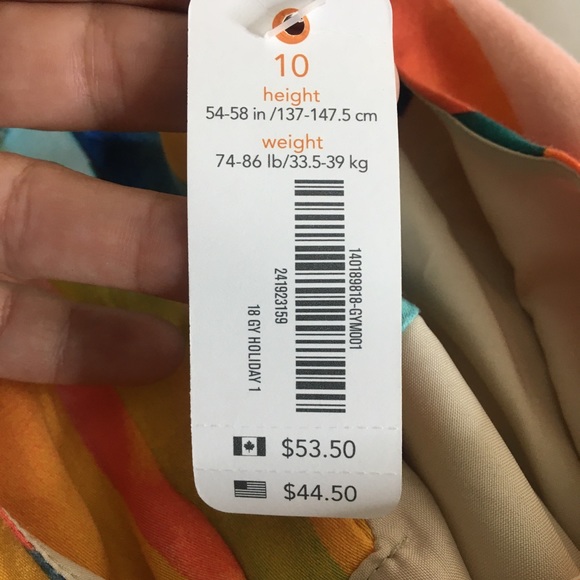 10
height
54-58 in /137-147.5 cm
weight
74-86 lb/33.5-39 kg
140189818-GYM001
241923159
18 GY HOLIDAY 1
$53.50
$44.50